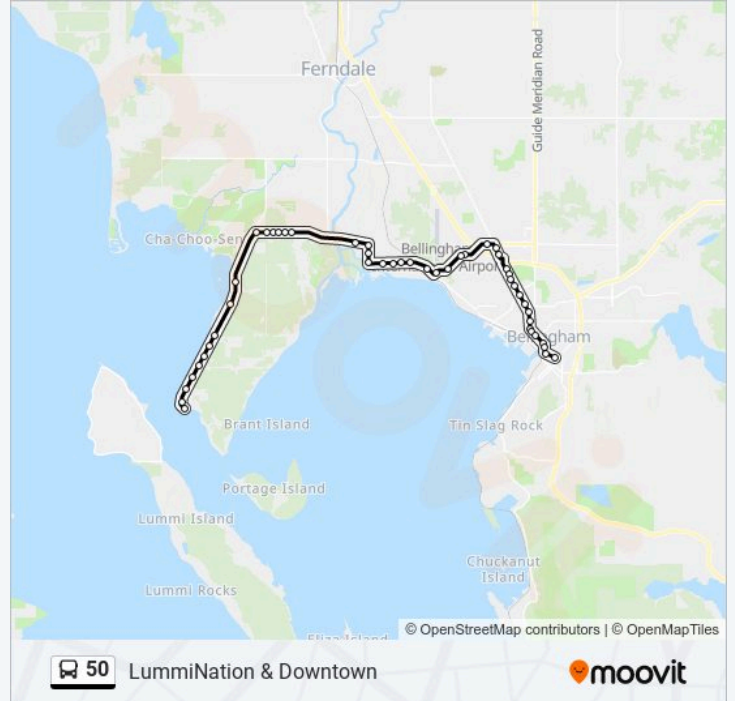 Ferndale
Guide Meridian Road
Cha-Choo-Sen
Bellingham
Airport
Bellingham
Brant Island
Tin Slag Rock
Portage Island
Lummi Island
Chuckanut
Island
Lummi Rocks
Eliza Island
© OpenStreetMap contributors | © OpenMapTiles
50 LummiNation & Downtown
moovit